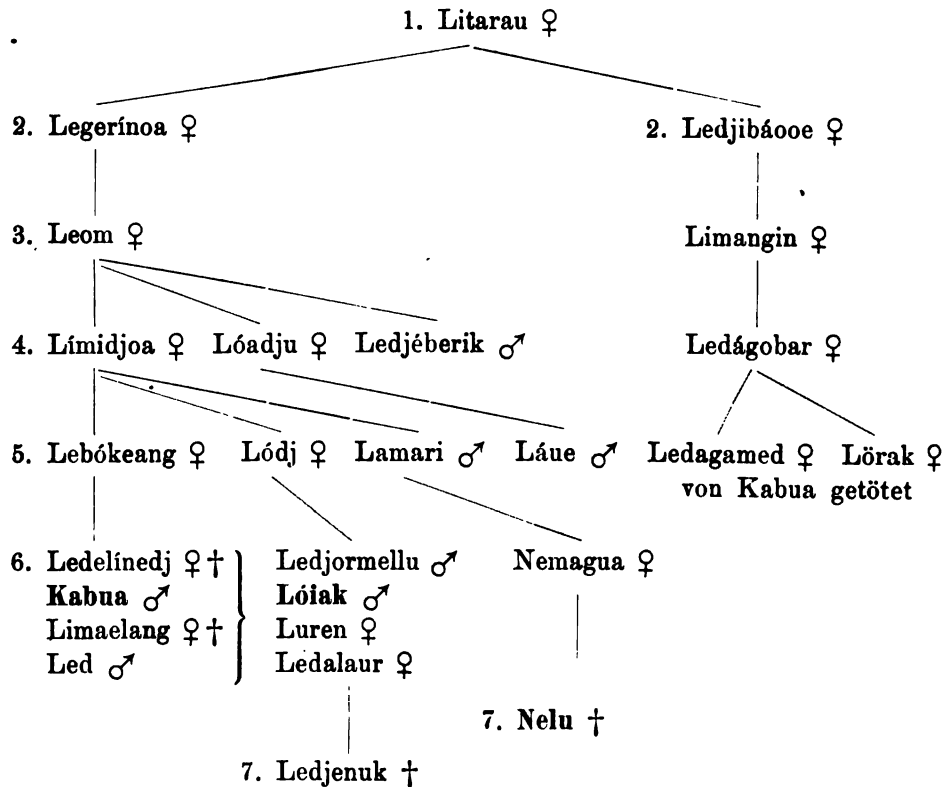 1. Litarau ♀
2. Legerínoa ♀ 2. Ledjibáooe ♀
3. Leom ♀ Limangin ♀
4. Límidjoa ♀ Lóadju ♀ Ledjéberik ♂ Ledágobar ♀
5. Lebókeang ♀ Lódj ♀ Lamari ♂ Láue ♂ Ledagamed ♀ Lörak ♀
von Kabua getötet
6. Ledelínedj ♀ † Ledjormellu ♂ Nemagua ♀
Kabua ♂ Lóiak ♂
Limaelang ♀ † Luren ♀
Led ♂ Ledalaur ♀
7. Nelu †
7. Ledjenuk †